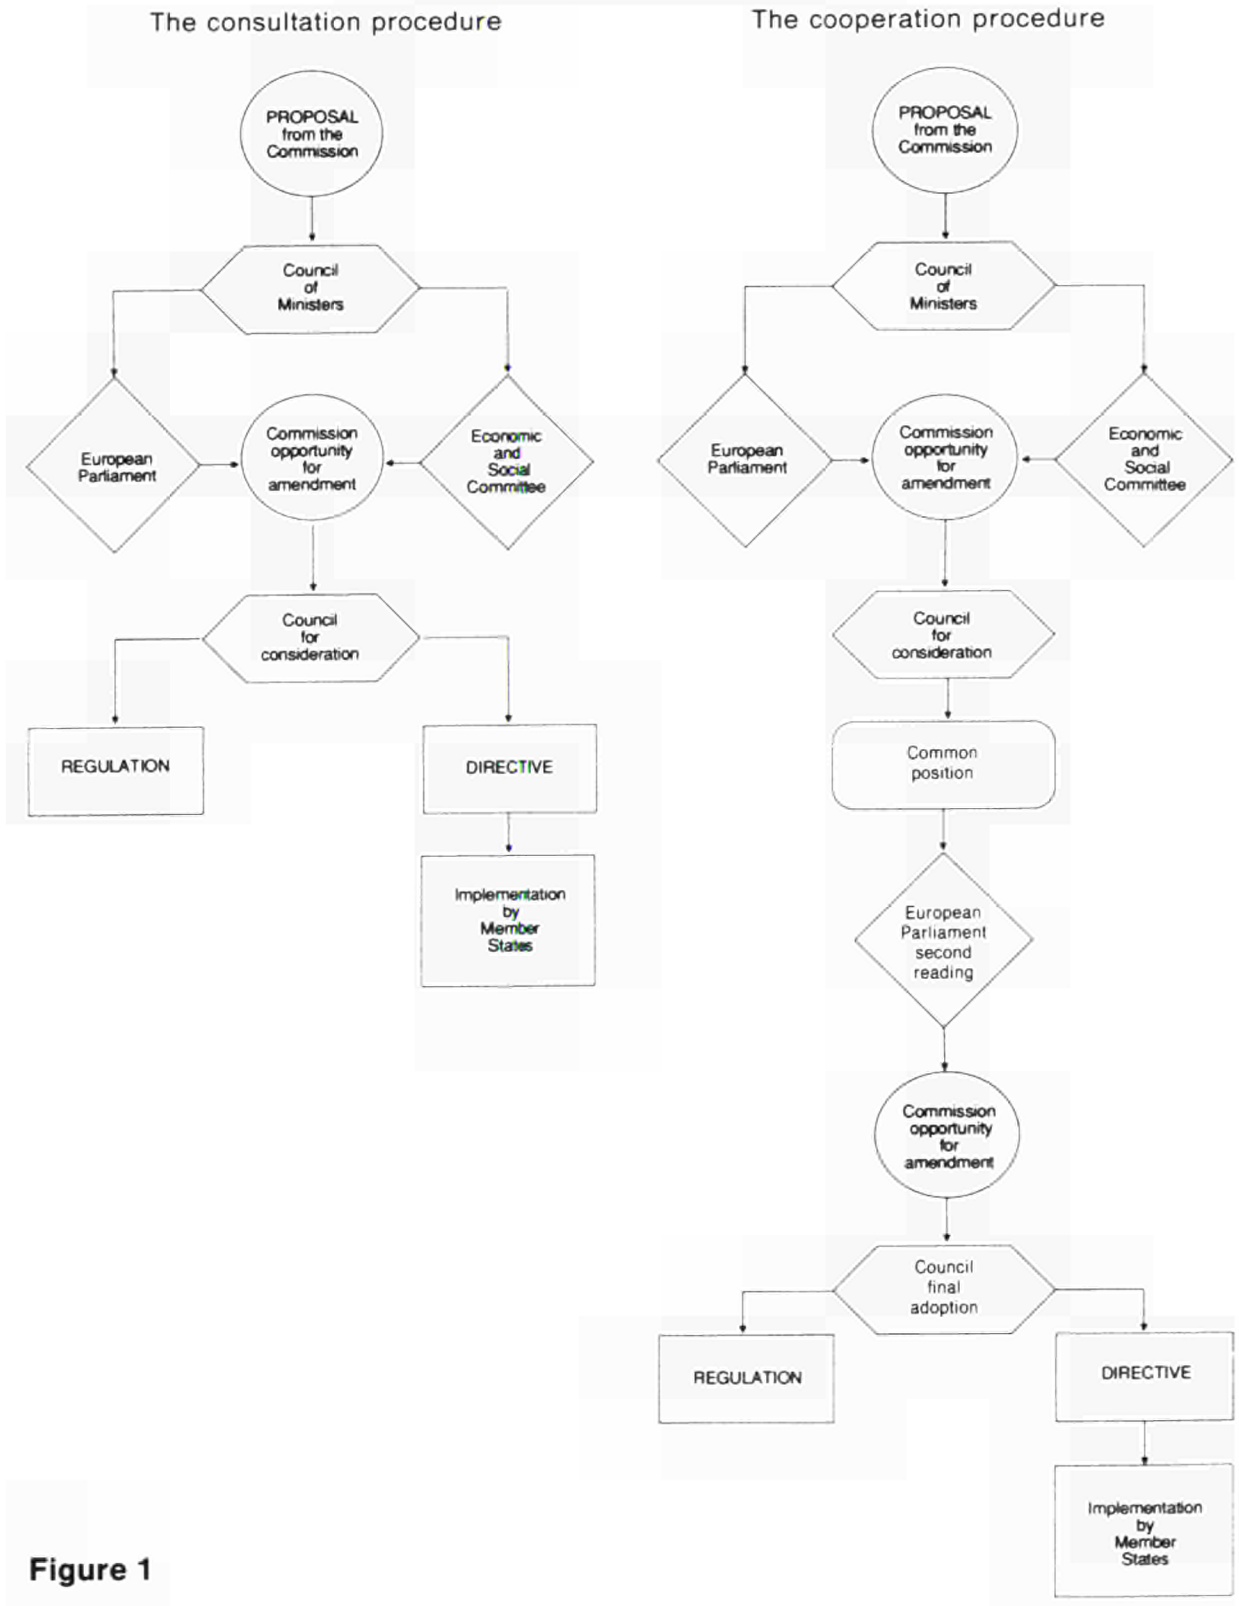 The consultation procedure
PROPOSAL
from the
Commission
Council
of
Ministers
European
Parliament
Commission
opportunity
for
amendment
Economic
and
Social
Committee
Council
for
consideration
REGULATION
DIRECTIVE
Implementation
by
Member
States
The cooperation procedure
PROPOSAL
from the
Commission
Council
of
Ministers
European
Parliament
Commission
opportunity
for
amendment
Economic
and
Social
Committee
Council
for
consideration
Common
position
European
Parliament
second
reading
Commission
opportunity
for
amendment
Council
final
adoption
REGULATION
DIRECTIVE
Implementation
by
Member
States
Figure 1